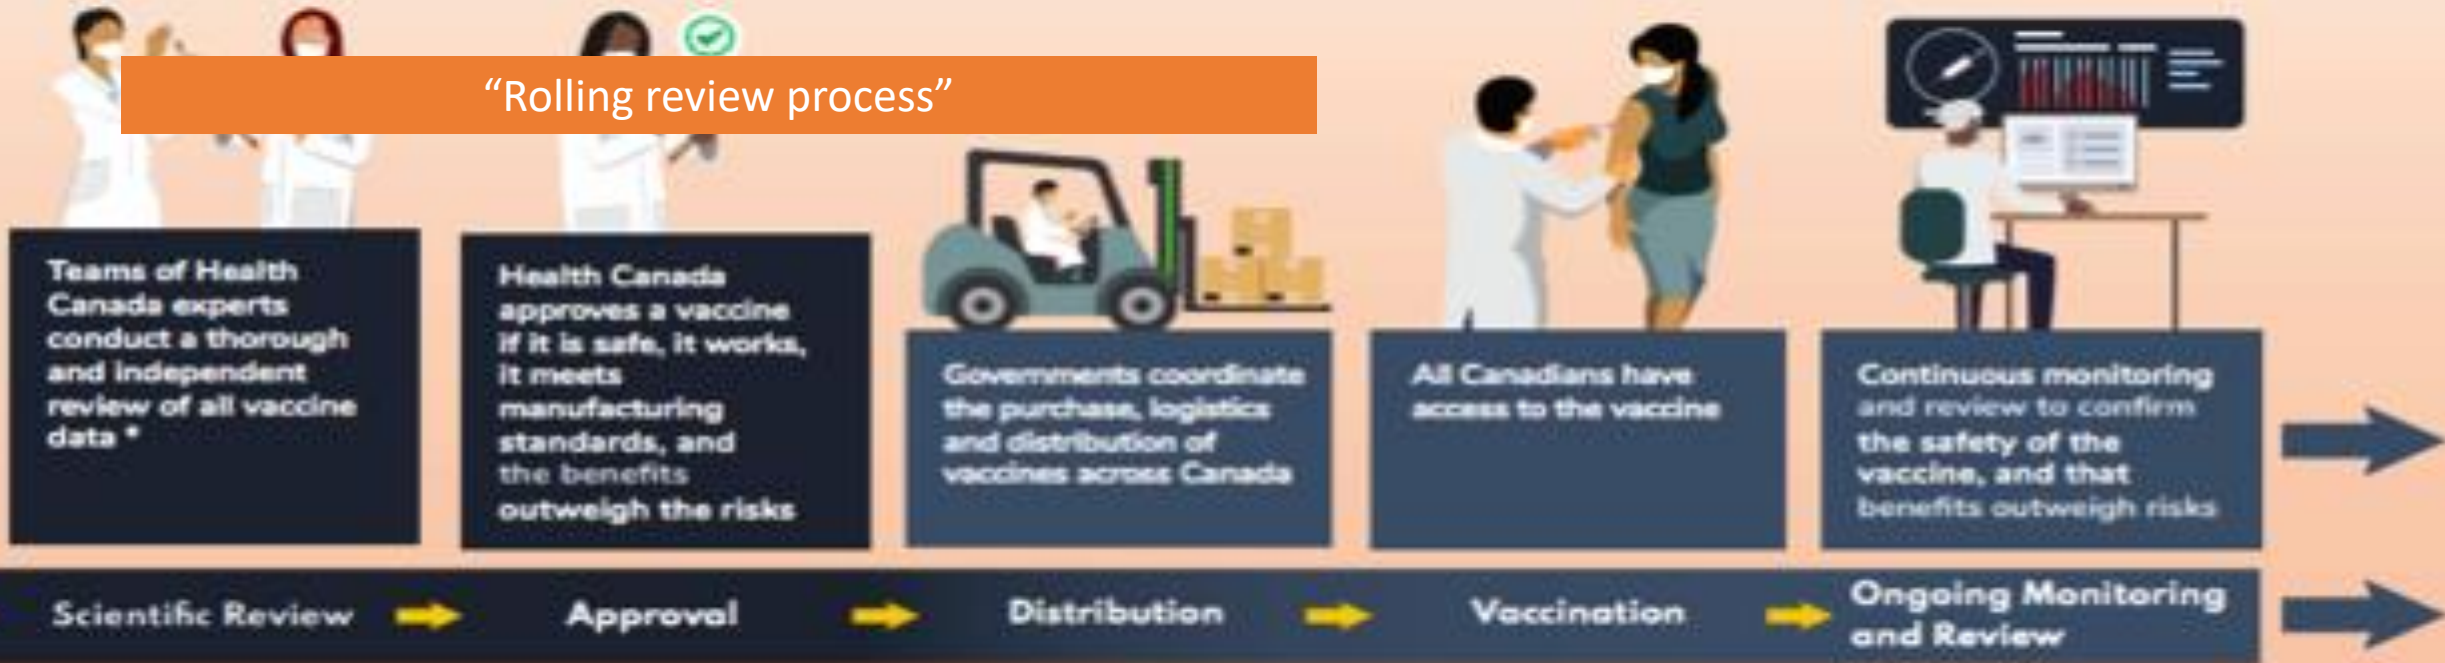 “Rolling review process”
Teams of Health
Canada experts
conduct a thorough
and independent
review of all vaccine
data *
Health Canada
approves a vaccine
if it is safe, it works,
it meets
manufacturing
standards, and
the benefits
outweigh the risks
Governments coordinate
the purchase, logistics
and distribution of
vaccines across Canada
All Canadians have
access to the vaccine
Continuous monitoring
and review to confirm
the safety of the
vaccine, and that
benefits outweigh risks
Scientific Review
Approval
Distribution
Vaccination
Ongoing Monitoring
and Review